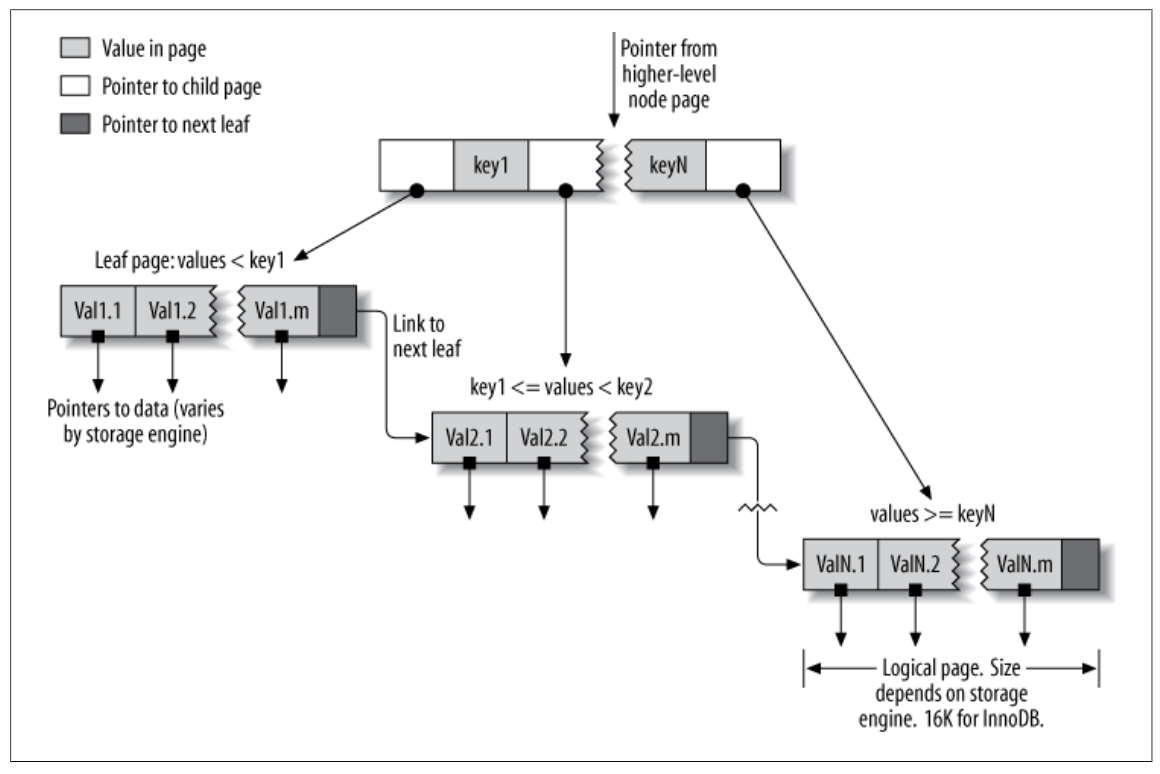 Value in page
Pointer to child page
Pointer to next leaf
Pointer from
higher-level
node page
key1
keyN
Leaf page: values < key1
Val1.1
Val1.2
Val1.m
Link to
next leaf
Pointers to data (varies
by storage engine)
key1 <= values < key2
Val2.1
Val2.2
Val2.m
values >= keyN
ValN.1
ValN.2
ValN.m
Logical page. Size
depends on storage
engine. 16K for InnoDB.